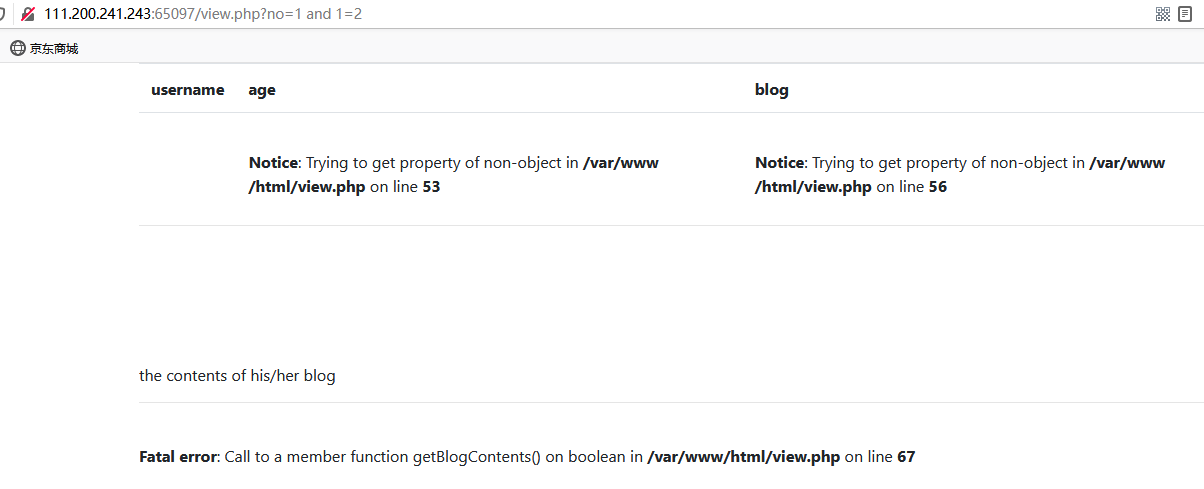 111.200.241.243:65097/view.php?no=1 and 1=2
京东商城
username age blog
Notice: Trying to get property of non-object in /var/www
/html/view.php on line 53
Notice: Trying to get property of non-object in /var/www
/html/view.php on line 56
the contents of his/her blog
Fatal error: Call to a member function getBlogContents() on boolean in /var/www/html/view.php on line 67